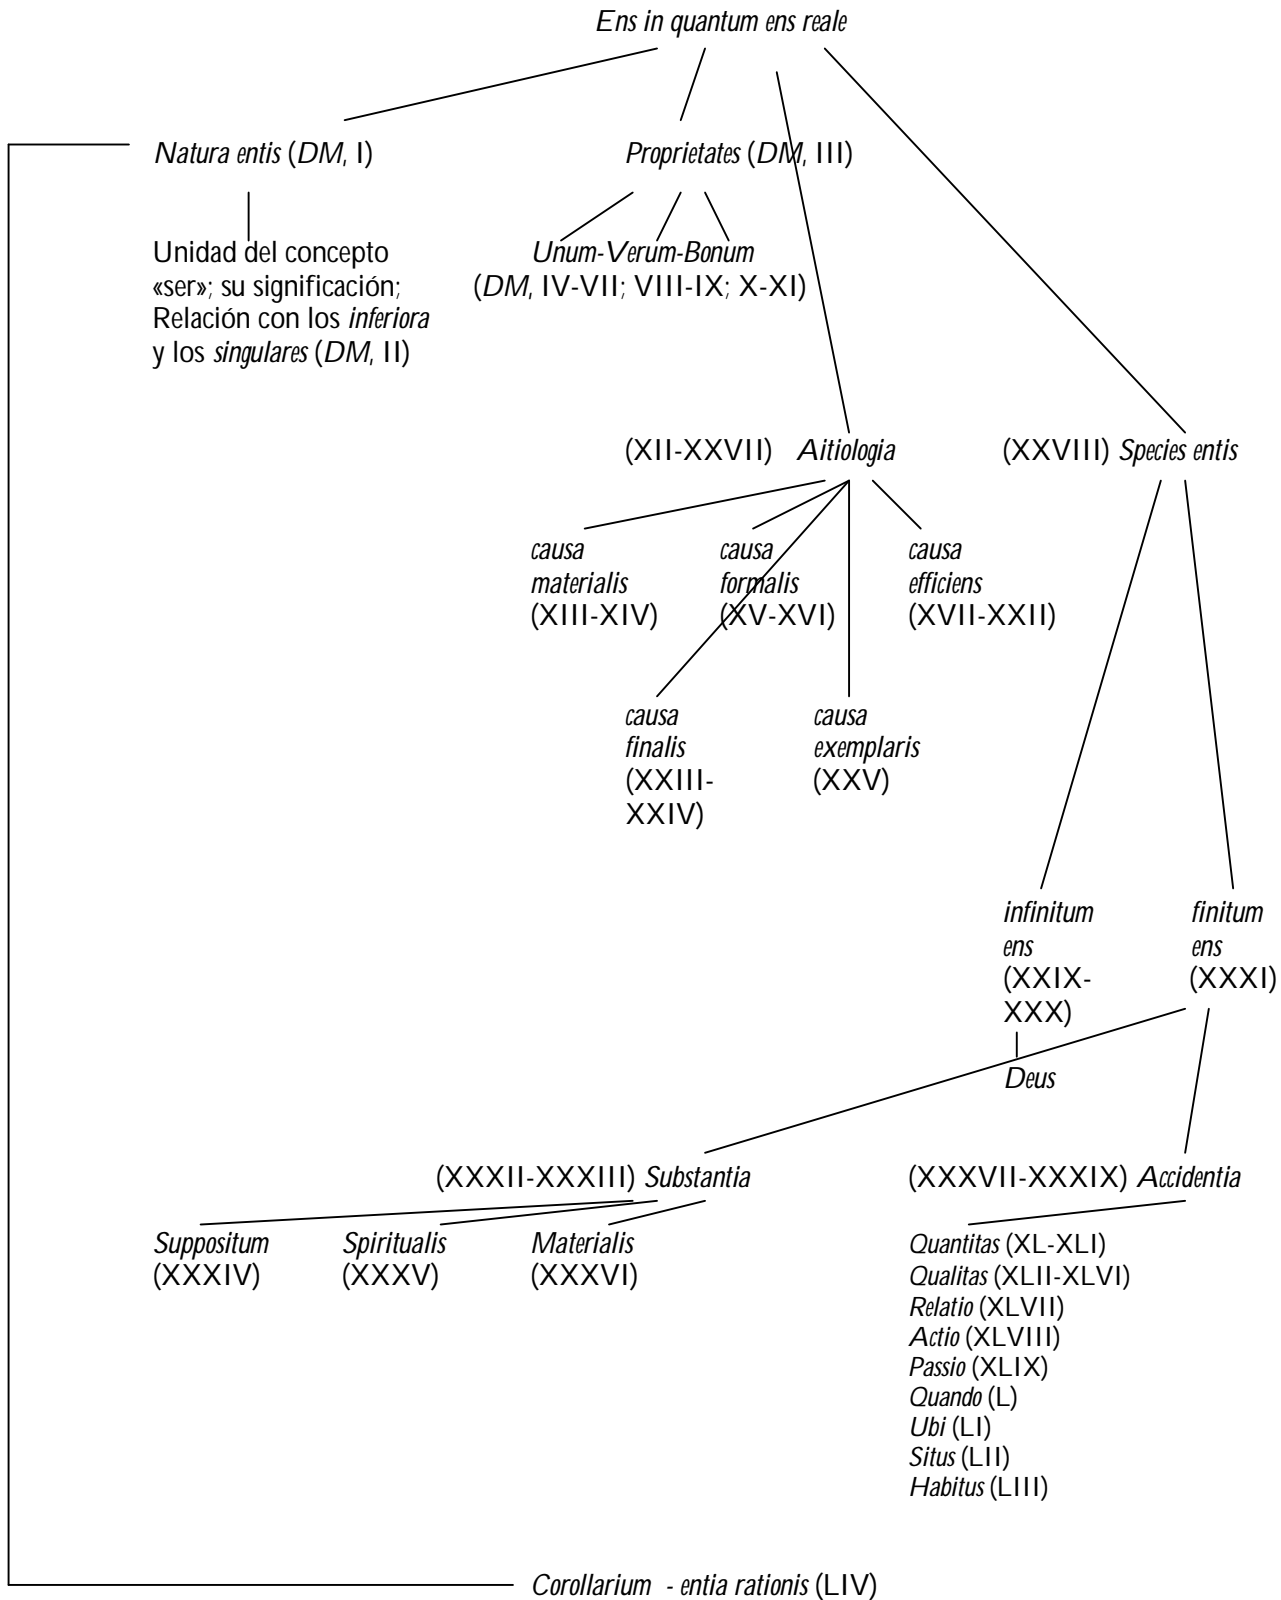 Ens in quantum ens reale
Natura entis (DM, I)
Proprietates (DM, III)
Unidad del concepto
«ser»; su significación;
Relación con los inferiora
y los singulares (DM, II)
Unum-Verum-Bonum
(DM, IV-VII; VIII-IX; X-XI)
(XII-XXVII) Aitiologia
(XXVIII) Species entis
causa
materialis
(XIII-XIV)
causa
formalis
(XV-XVI)
causa
efficiens
(XVII-XXII)
causa
finalis
(XXIII-
XXIV)
causa
exemplaris
(XXV)
infinitum
ens
(XXIX-
XXX)
finitum
ens
(XXXI)
Deus
(XXXII-XXXIII) Substantia
(XXXVII-XXXIX) Accidentia
Suppositum
(XXXIV)
Spiritualis
(XXXV)
Materialis
(XXXVI)
Quantitas (XL-XLI)
Qualitas (XLII-XLVI)
Relatio (XLVII)
Actio (XLVIII)
Passio (XLIX)
Quando (L)
Ubi (LI)
Situs (LII)
Habitus (LIII)
Corollarium - entia rationis (LIV)